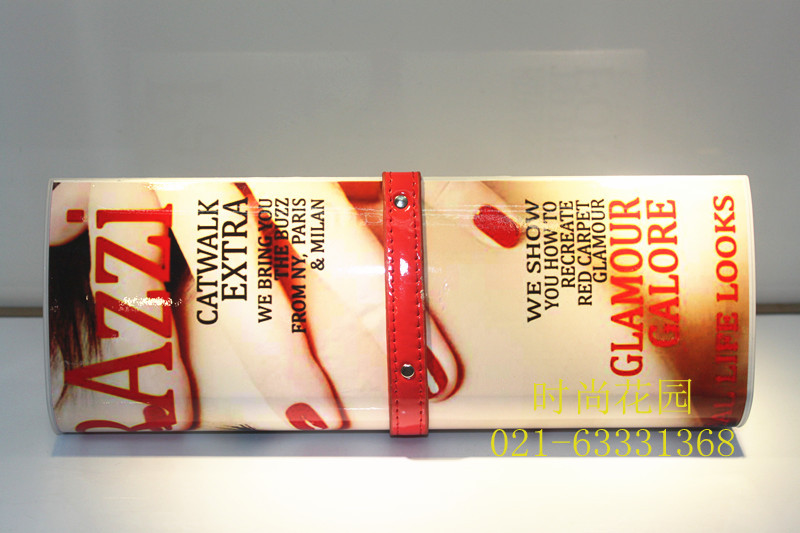 RAZZi
CATWALK
EXTRA
WE BRING YOU
THE BUZZ
FROM NY, PARIS
& MILAN
WE SHOW
YOU HOW TO
RECREATE
RED CARPET
GLAMOUR
GLAMOUR
GALORE
AL LIFE LOOKS
时尚花园
021-63331368